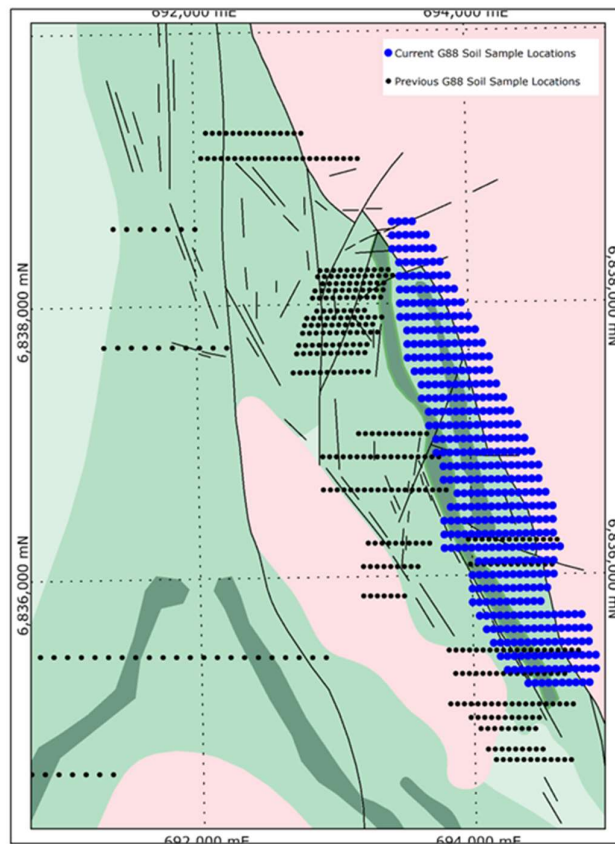 692,000 mE 694,000 mE
Current G88 Soil Sample Locations
Previous G88 Soil Sample Locations
6,838,000 mN 6,838,000 mN
6,836,000 mN 6,836,000 mN
692,000 mE 694,000 mE